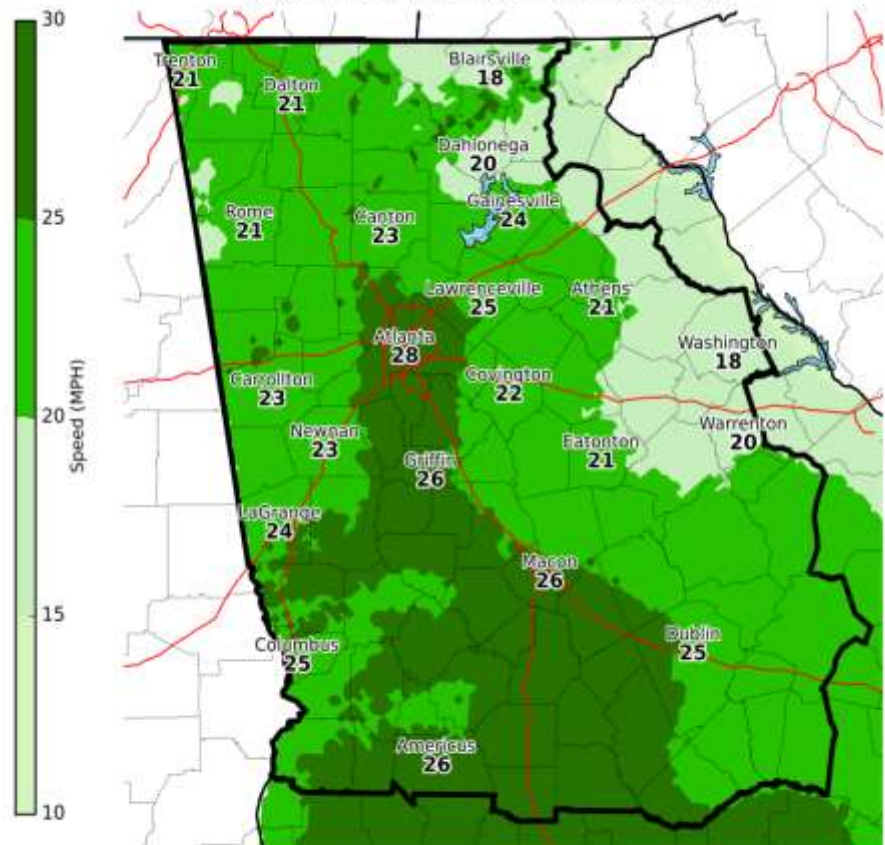 30
25
20
15
10
Speed (MPH)
Trenton
21
Dalton
21
Blairsville
18
Dahlonega
20
Rome
21
Canton
23
Gainesville
24
Lawrenceville
25
Athens
21
Atlanta
28
Washington
18
Carrollton
23
Covington
22
Newnan
23
Griffin
26
Eatonton
21
Warrenton
20
LaGrange
24
Macon
26
Columbus
25
Dublin
25
Americus
26